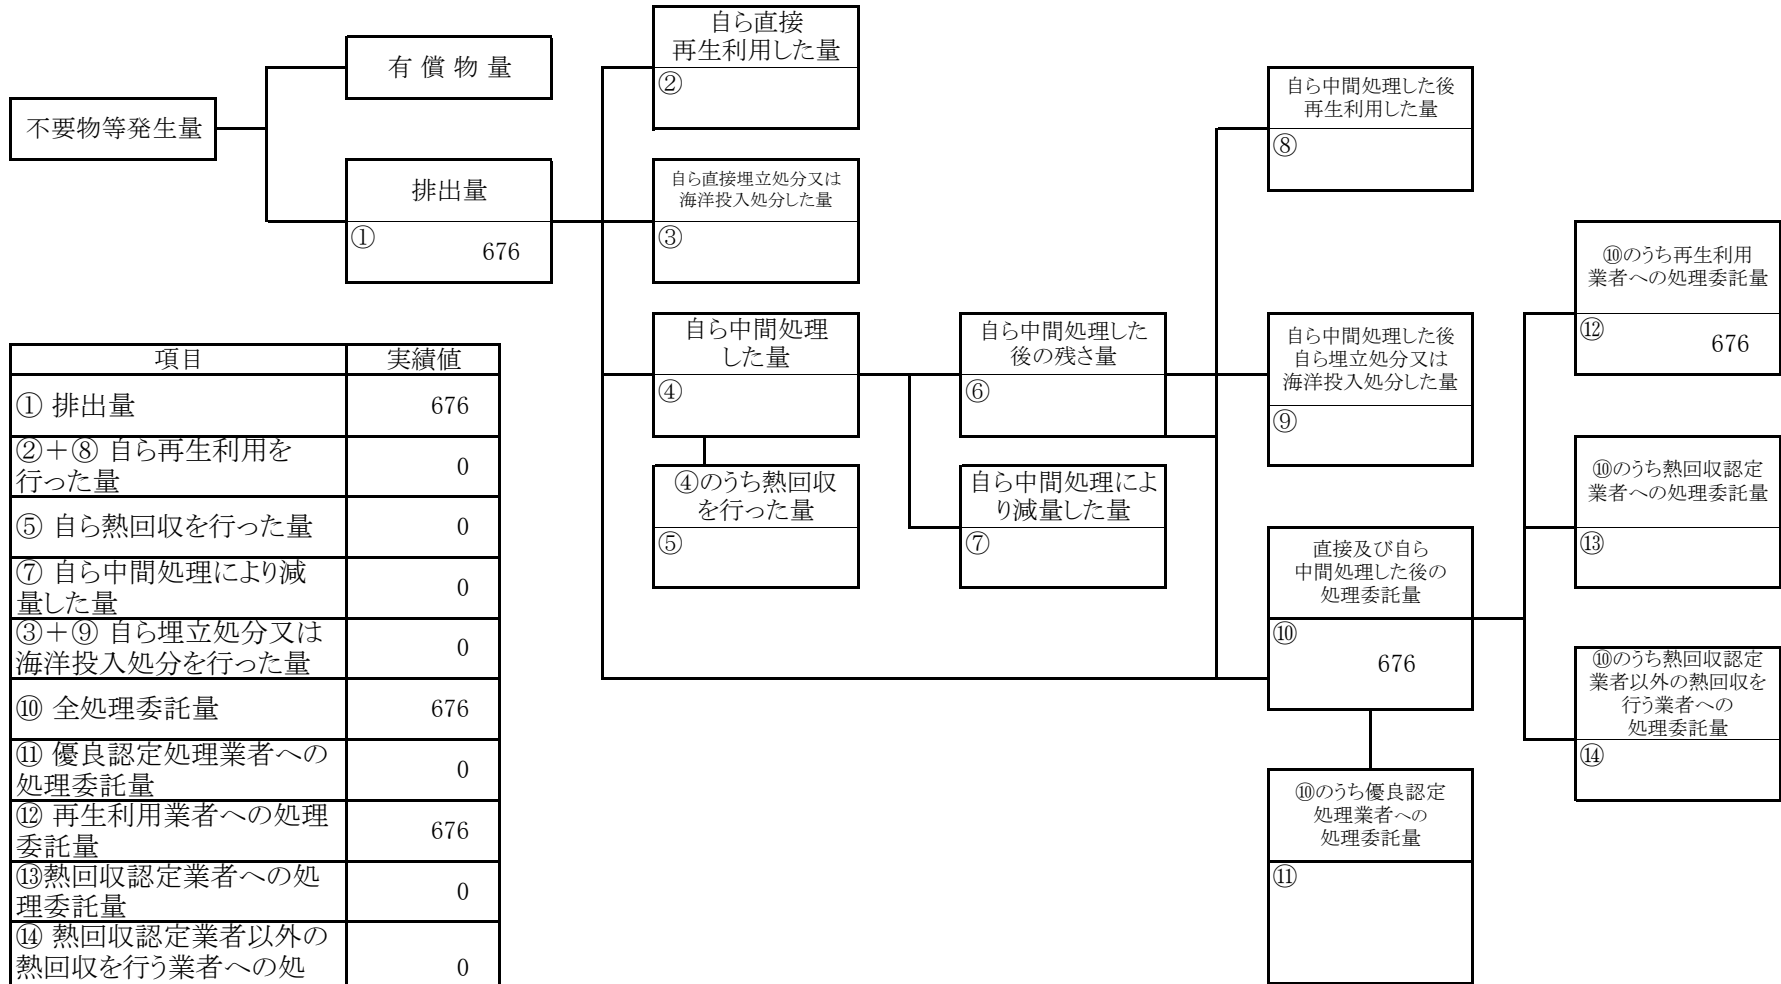 不要物等発生量
有 償 物 量
排出量
①
676
自ら直接
再生利用した量
②
自ら直接埋立処分又は
海洋投入処分した量
③
自ら中間処理
した量
④
④のうち熱回収
を行った量
⑤
自ら中間処理した
後の残さ量
⑥
自ら中間処理によ
り減量した量
⑦
自ら中間処理した後
再生利用した量
⑧
自ら中間処理した後
自ら埋立処分又は
海洋投入処分した量
⑨
直接及び自ら
中間処理した後の
処理委託量
⑩
676
⑩のうち優良認定
処理業者への
処理委託量
⑪
⑩のうち再生利用
業者への処理委託量
⑫
676
⑩のうち熱回収認定
業者への処理委託量
⑬
⑩のうち熱回収認定
業者以外の熱回収を
行う業者への
処理委託量
⑭
項目 実績値
① 排出量 676
②＋⑧ 自ら再生利用を
行った量 0
⑤ 自ら熱回収を行った量 0
⑦ 自ら中間処理により減
量した量 0
③＋⑨ 自ら埋立処分又は
海洋投入処分を行った量 0
⑩ 全処理委託量 676
⑪ 優良認定処理業者への
処理委託量 0
⑫ 再生利用業者への処理
委託量 676
⑬熱回収認定業者への処
理委託量 0
⑭ 熱回収認定業者以外の
熱回収を行う業者への処 0